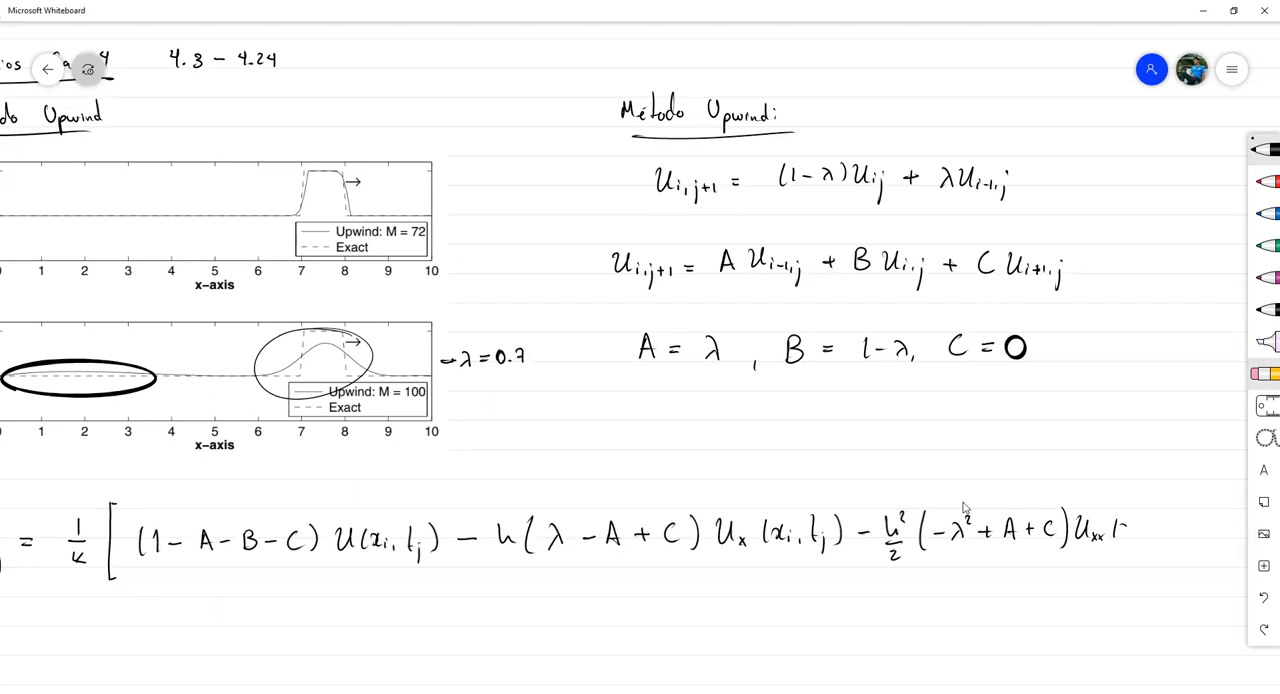 Microsoft Whiteboard
4.3 – 4.24
Upwind
Método Upwind:
u_{i,j+1} = (1-λ)u_{ij} + λu_{i-1,j}
Upwind: M = 72
Exact
0 1 2 3 4 5 6 7 8 9 10
x-axis
u_{i,j+1} = A u_{i-1,j} + B u_{i,j} + C u_{i+1,j}
A = λ , B = 1-λ, C = 0
λ = 0.7
Upwind: M = 100
Exact
0 1 2 3 4 5 6 7 8 9 10
x-axis
= 1/k [ (1 - A - B - C) u(x_i, t_j) - h(λ - A + C) u_x (x_i, t_j) - h²/2 (-λ² + A + C) u_{xx}